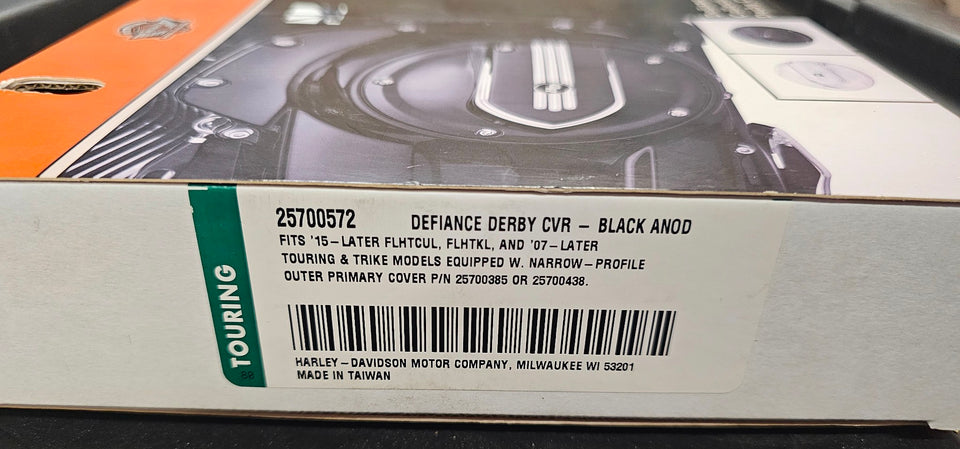 25700572 DEFIANCE DERBY CVR – BLACK ANOD
FITS '15–LATER FLHTCUL, FLHTKL, AND '07–LATER
TOURING & TRIKE MODELS EQUIPPED W. NARROW–PROFILE
OUTER PRIMARY COVER P/N 25700385 OR 25700438.
HARLEY–DAVIDSON MOTOR COMPANY, MILWAUKEE WI 53201
MADE IN TAIWAN
TOURING
80